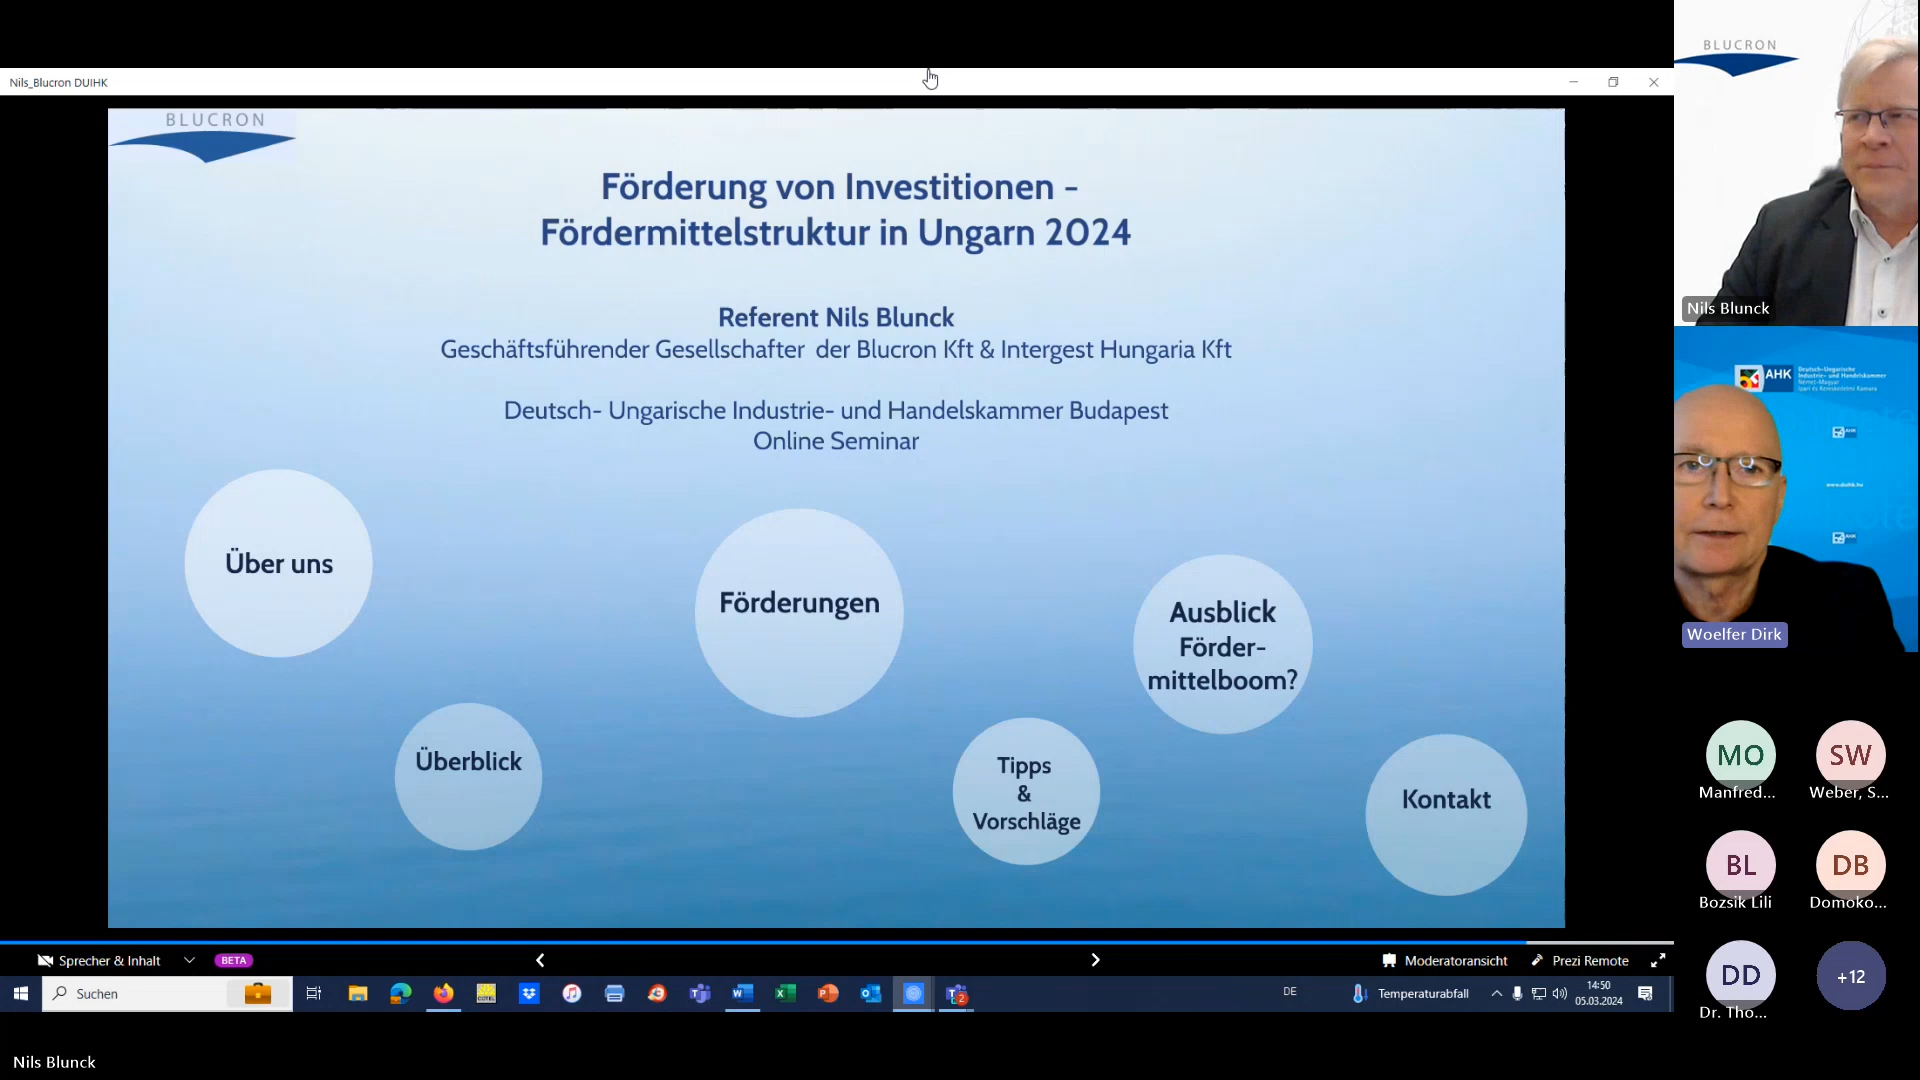 Nils_Blucron DUIHK
BLUCRON
Förderung von Investitionen -
Fördermittelstruktur in Ungarn 2024
Referent Nils Blunck
Geschäftsführender Gesellschafter der Blucron Kft & Intergest Hungaria Kft
Deutsch- Ungarische Industrie- und Handelskammer Budapest
Online Seminar
Über uns
Überblick
Förderungen
Tipps
&
Vorschläge
Ausblick
Förder-
mittelboom?
Kontakt
Sprecher & Inhalt
BETA
Moderatoransicht
Prezi Remote
Suchen
DE
Temperaturabfall
14:50
05.03.2024
Nils Blunck
BLUCRON
Nils Blunck
AHK
Deutsch-Ungarische
Industrie- und Handelskammer
Német-Magyar
Ipari és Kereskedelmi Kamara
AHK
www.duihk.hu
AHK
Woelfer Dirk
MO
Manfred...
SW
Weber, S...
BL
Bozsik Lili
DB
Domoko...
DD
Dr. Tho...
+12